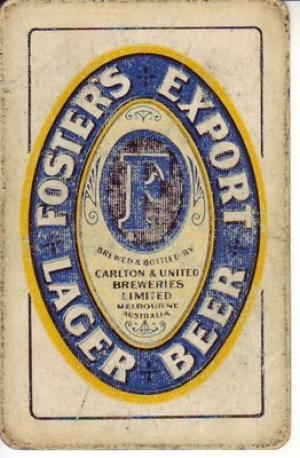 FOSTER'S EXPORT
LAGER BEER
F
BREWED & BOTTLED BY
CARLTON & UNITED
BREWERIES
LIMITED
MELBOURNE
AUSTRALIA